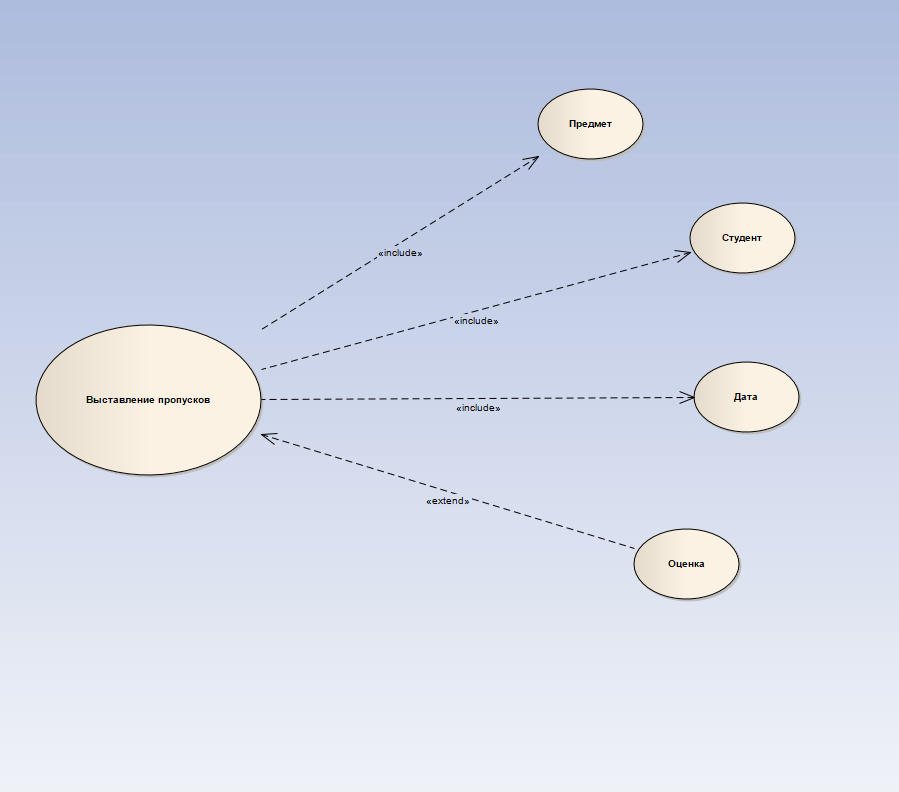 Предмет
Студент
«include»
«include»
Выставление пропусков
Дата
«include»
«extend»
Оценка